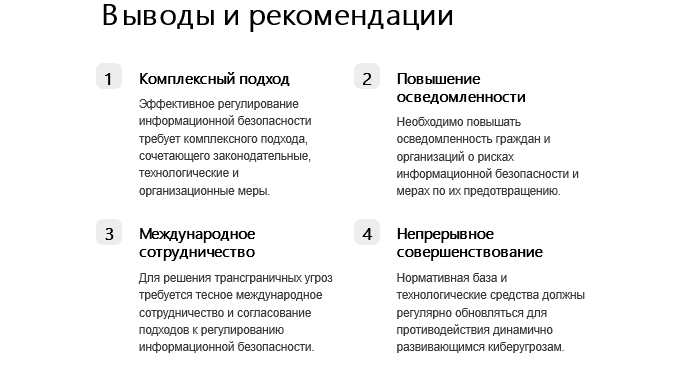 Выводы и рекомендации
1
Комплексный подход
Эффективное регулирование
информационной безопасности
требует комплексного подхода,
сочетающего законодательные,
технологические и
организационные меры.
2
Повышение
осведомленности
Необходимо повышать
осведомленность граждан и
организаций о рисках
информационной безопасности и
мерах по их предотвращению.
3
Международное
сотрудничество
Для решения трансграничных угроз
требуется тесное международное
сотрудничество и согласование
подходов к регулированию
информационной безопасности.
4
Непрерывное
совершенствование
Нормативная база и
технологические средства должны
регулярно обновляться для
противодействия динамично
развивающимся киберугрозам.